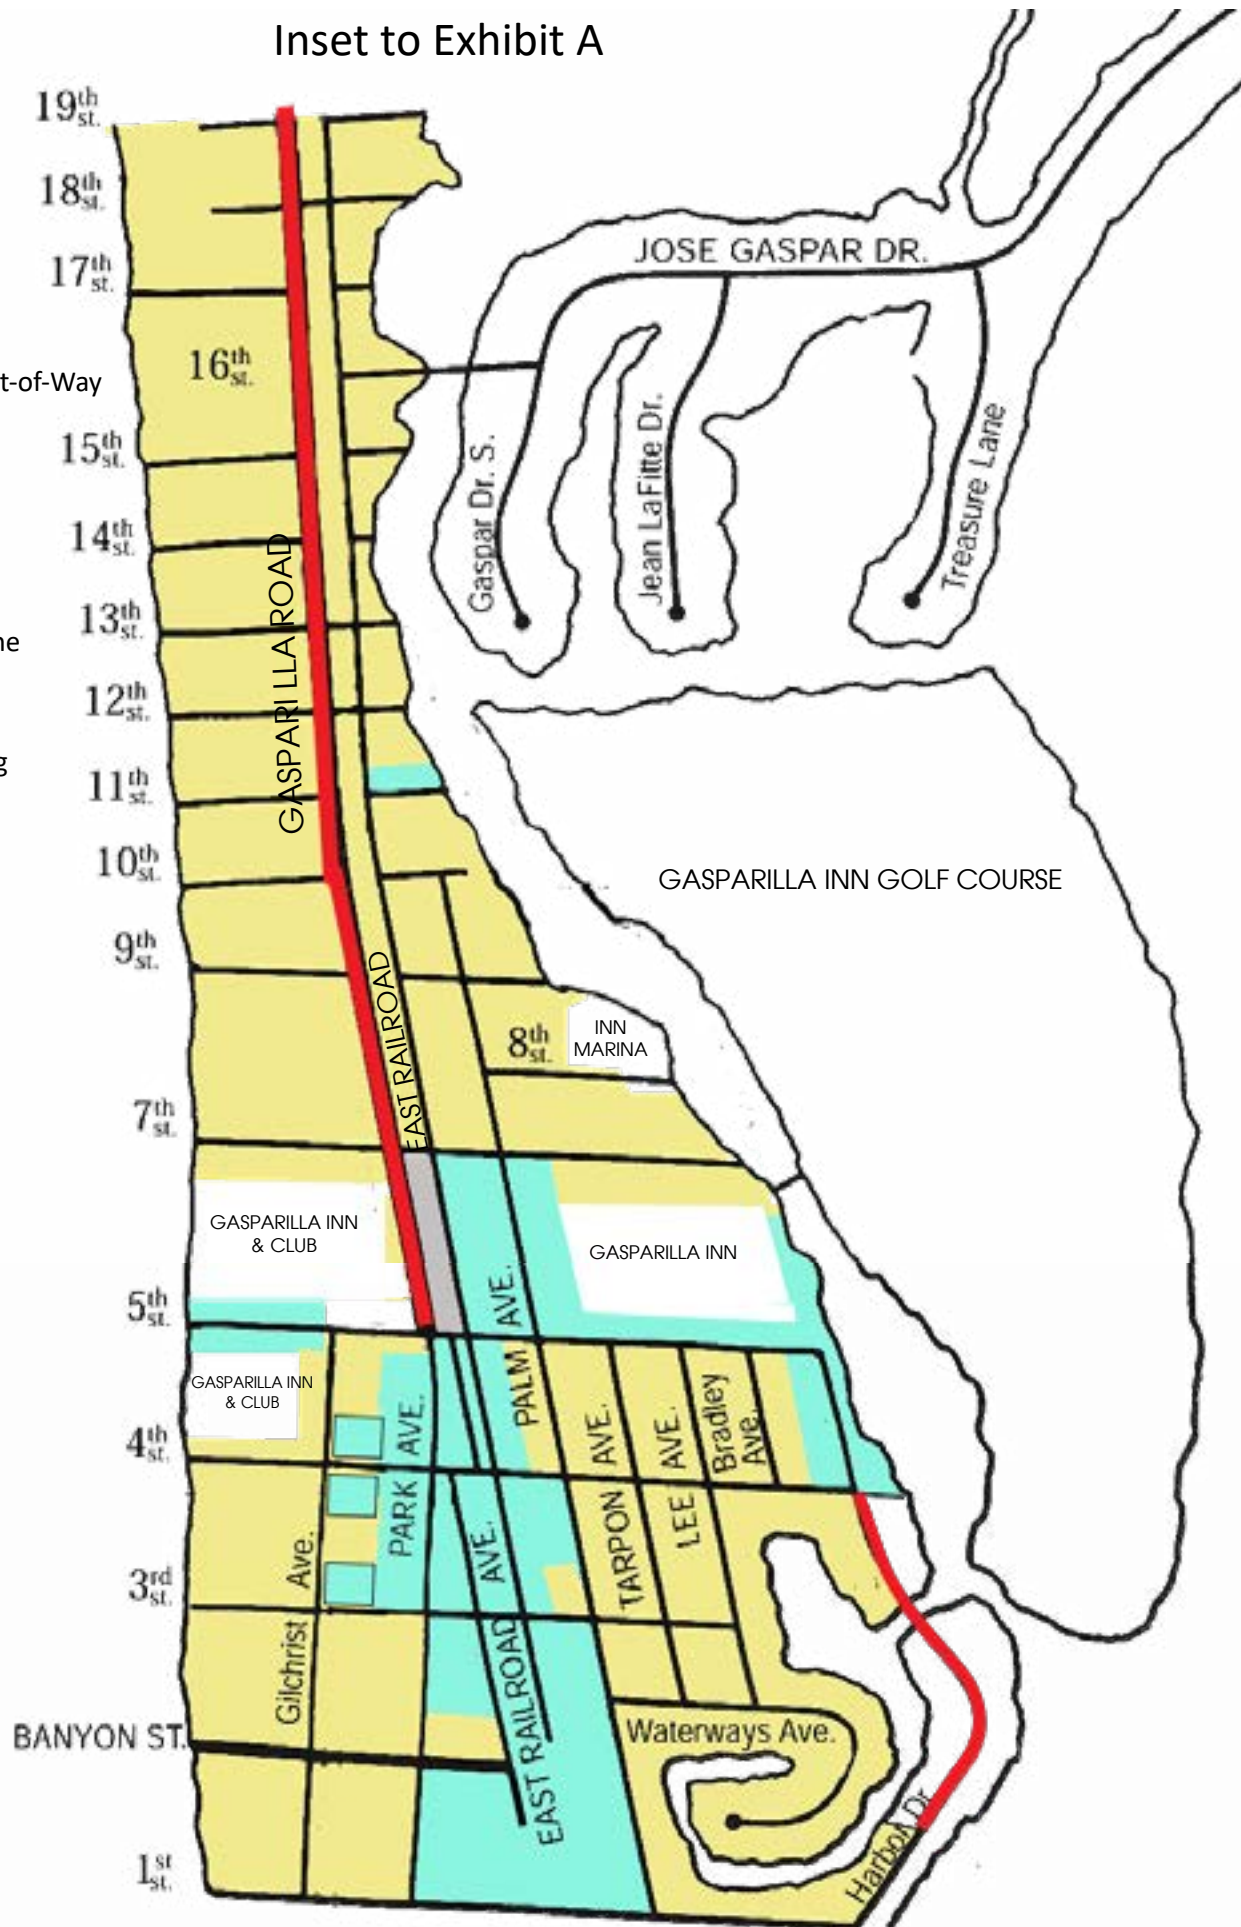 Inset to Exhibit A
19th st.
18th st.
17th st.
JOSE GASPAR DR.
16th st.
t-of-Way
15th st.
Gaspar Dr. S.
Jean LaFitte Dr.
Treasure Lane
14th st.
GASPARI LLA ROAD
13th st.
ne
12th st.
g
11th st.
10th st.
GASPARILLA INN GOLF COURSE
9th st.
EAST RAILROAD
8th st.
INN
MARINA
7th st.
GASPARILLA INN
& CLUB
GASPARILLA INN
5th st.
PALM AVE.
GASPARILLA INN
& CLUB
4th st.
PARK AVE.
TARPON AVE.
LEE AVE.
Bradley
Ave.
3rd st.
Gilchrist Ave.
EAST RAILROAD AVE.
BANYON ST.
Waterways Ave.
Harbor Dr.
1st st.